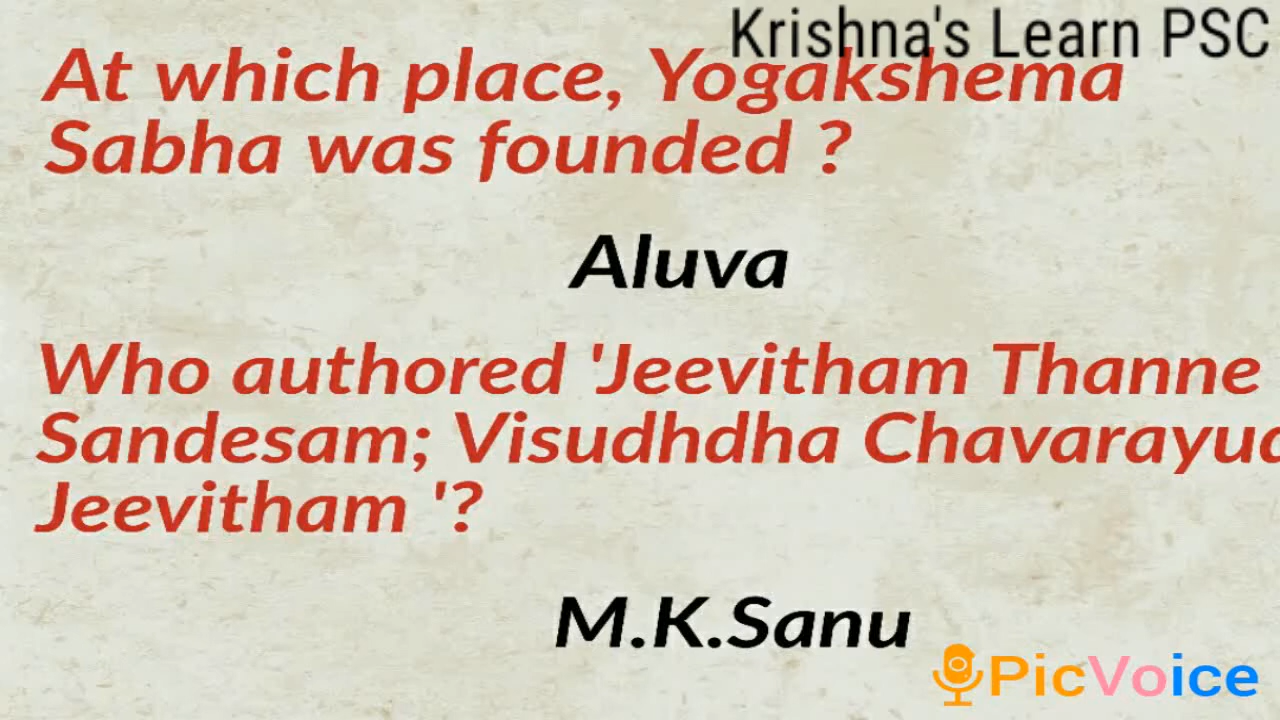 Krishna's Learn PSC
At which place, Yogakshema
Sabha was founded ?
Aluva
Who authored 'Jeevitham Thanne
Sandesam; Visudhdha
Jeevitham '?
M.K.Sanu
PicVoice